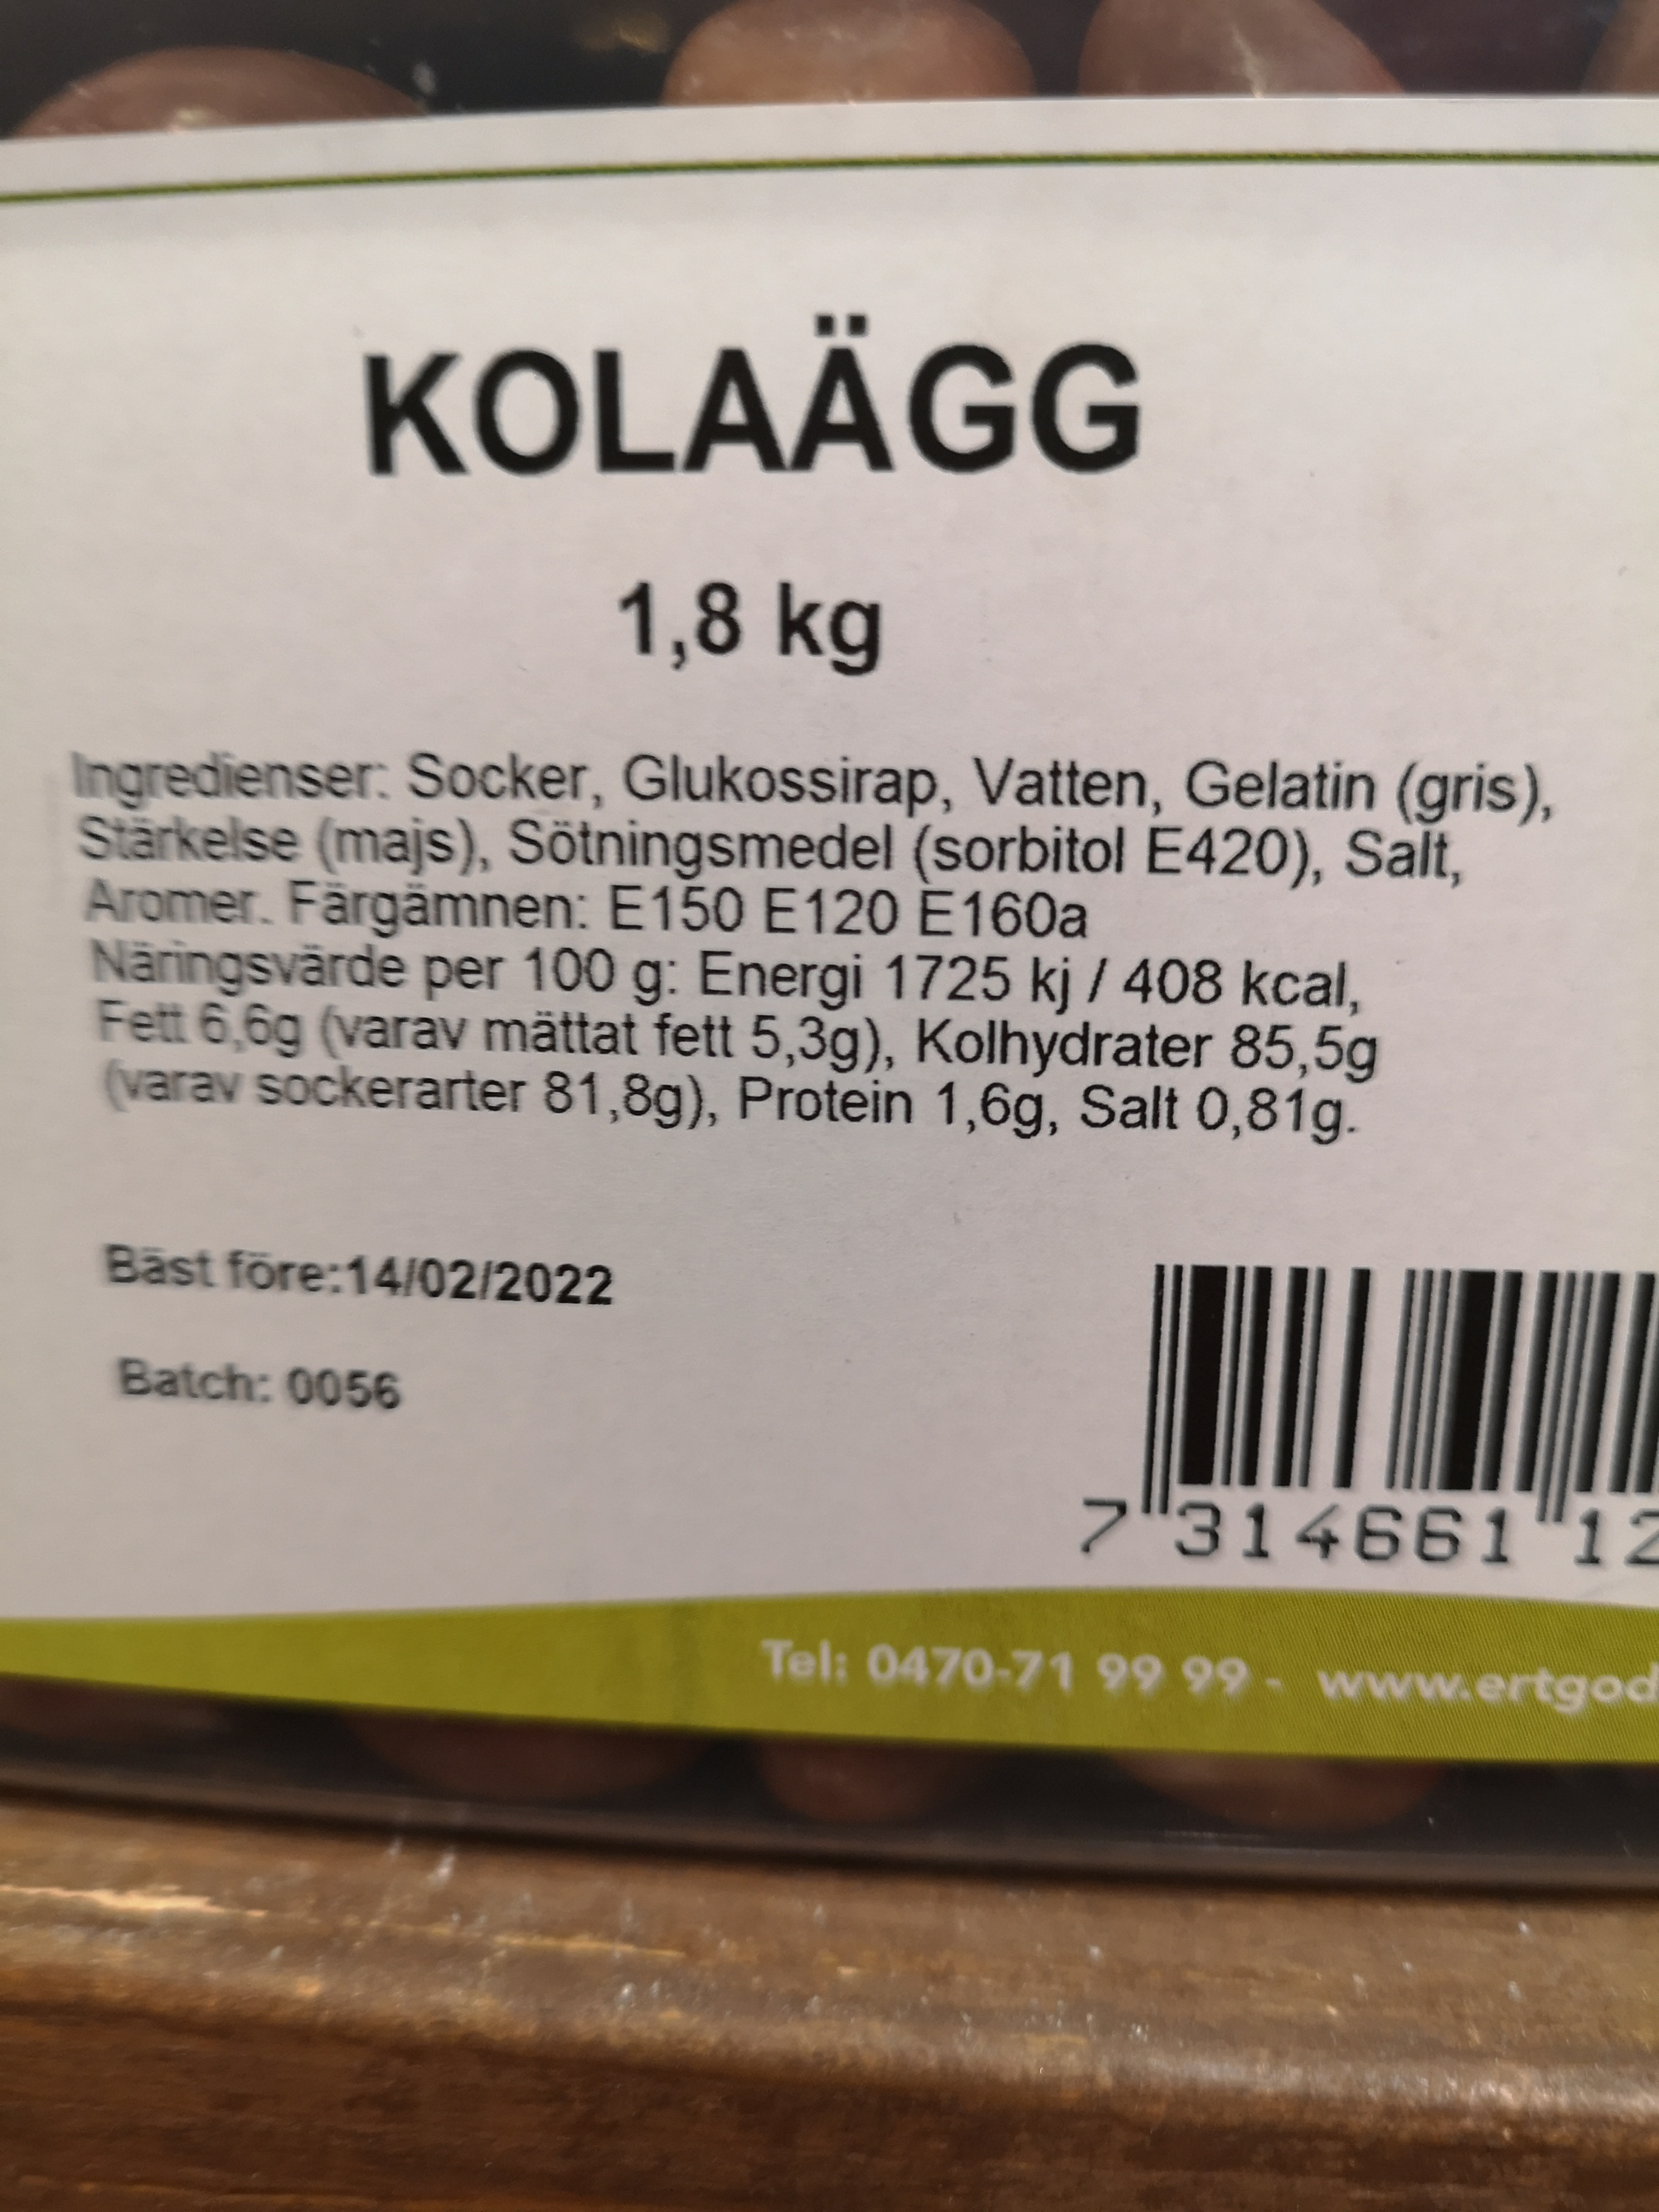 KOLAÄGG
1,8 kg
Ingredienser: Socker, Glukossirap, Vatten, Gelatin (gris),
Stärkelse (majs), Sötningsmedel (sorbitol E420), Salt,
Aromer. Färgämnen: E150 E120 E160a
Näringsvärde per 100 g: Energi 1725 kj / 408 kcal,
Fett 6,6g (varav mättat fett 5,3g), Kolhydrater 85,5g
(varav sockerarter 81,8g), Protein 1,6g, Salt 0,81g.
Bäst före:14/02/2022
Batch: 0056
7 314661 12
Tel: 0470-71 99 99 - www.ertgod